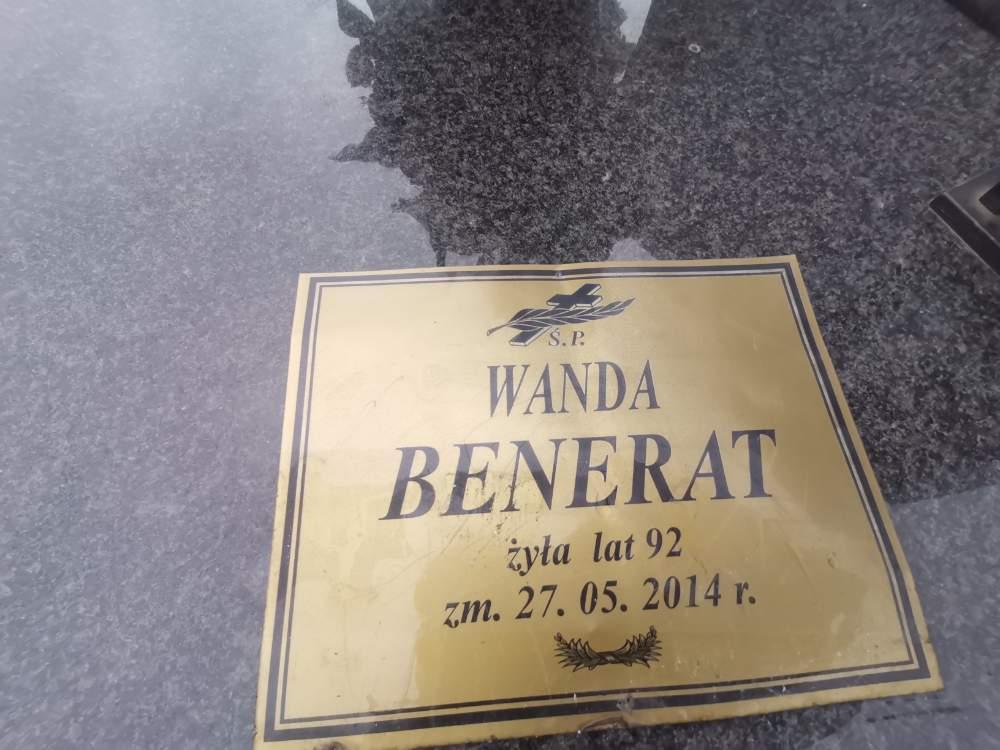 Ś.P.
WANDA
BENERAT
żyła lat 92
zm. 27. 05. 2014 r.